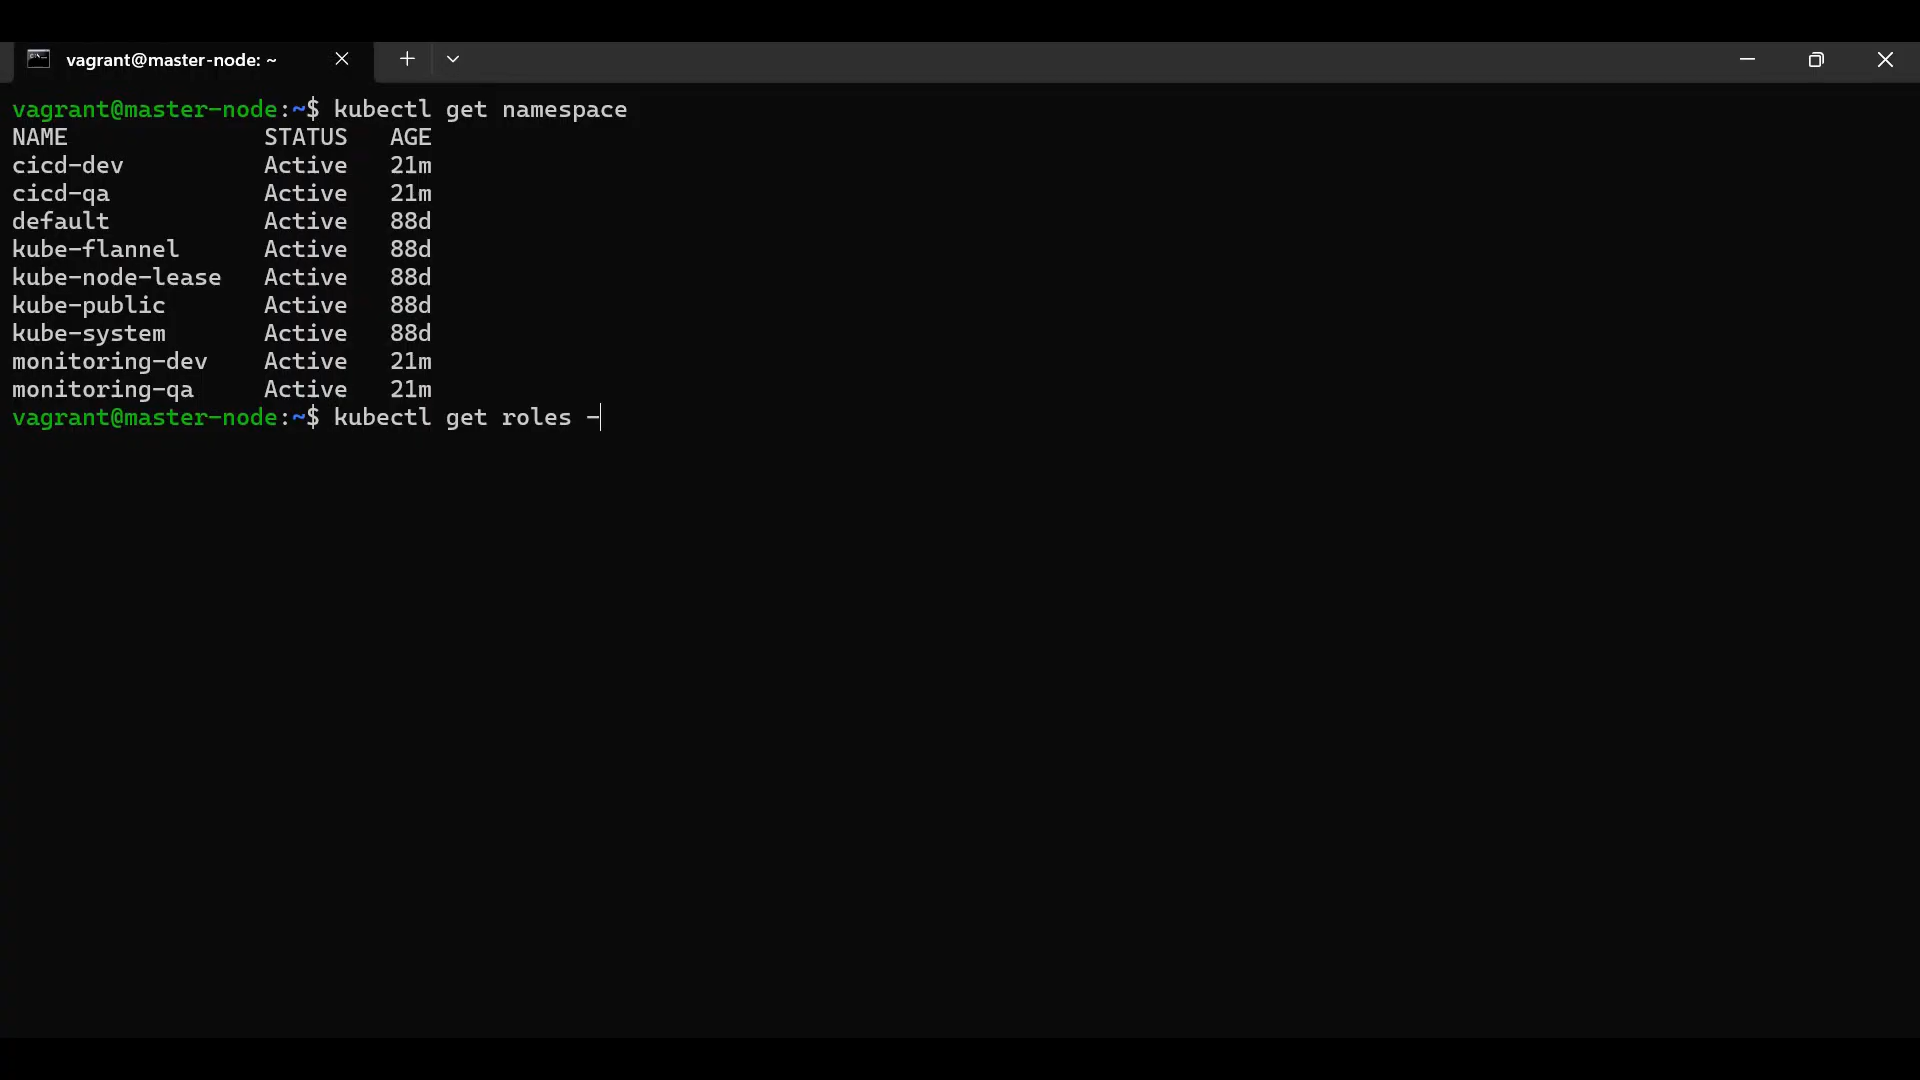 vagrant@master-node: ~
vagrant@master-node:~$ kubectl get namespace
NAME              STATUS   AGE
cicd-dev          Active   21m
cicd-qa           Active   21m
default           Active   88d
kube-flannel      Active   88d
kube-node-lease   Active   88d
kube-public       Active   88d
kube-system       Active   88d
monitoring-dev    Active   21m
monitoring-qa     Active   21m
vagrant@master-node:~$ kubectl get roles -